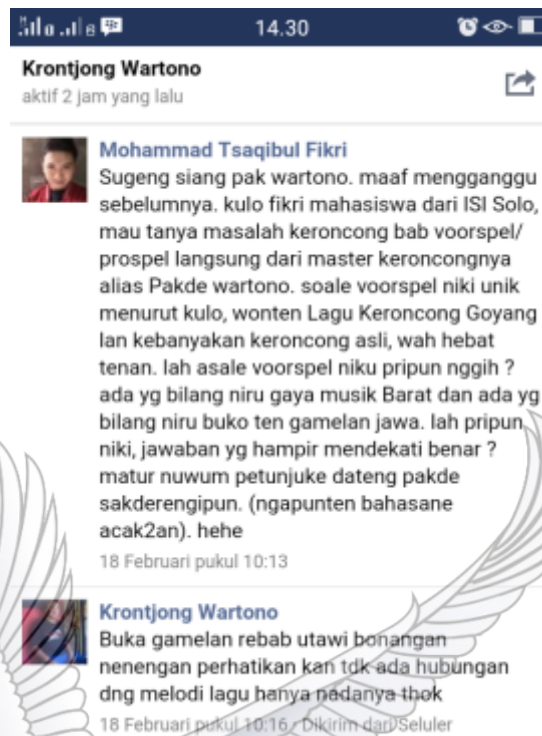 14.30
Krontjong Wartono
aktif 2 jam yang lalu
Mohammad Tsaqibul Fikri
Sugeng siang pak wartono. maaf mengganggu
sebelumnya. kulo fikri mahasiswa dari ISI Solo,
mau tanya masalah keroncong bab voorspel/
prospel langsung dari master keroncongnya
alias Pakde wartono. soale voorspel niki unik
menurut kulo, wonten Lagu Keroncong Goyang
lan kebanyakan keroncong asli, wah hebat
tenan. lah asale voorspel niku pripun nggih ?
ada yg bilang niru gaya musik Barat dan ada yg
bilang niru buko ten gamelan jawa. lah pripun
niki, jawaban yg hampir mendekati benar ?
matur nuwum petunjuke dateng pakde
sakderengipun. (ngapunten bahasane
acak2an). hehe
18 Februari pukul 10:13
Krontjong Wartono
Buka gamelan rebab utawi bonangan
nenengan perhatikan kan tdk ada hubungan
dng melodi lagu hanya nadanya thok
18 Februari pukul 10:16 / Dikirim dari Seluler